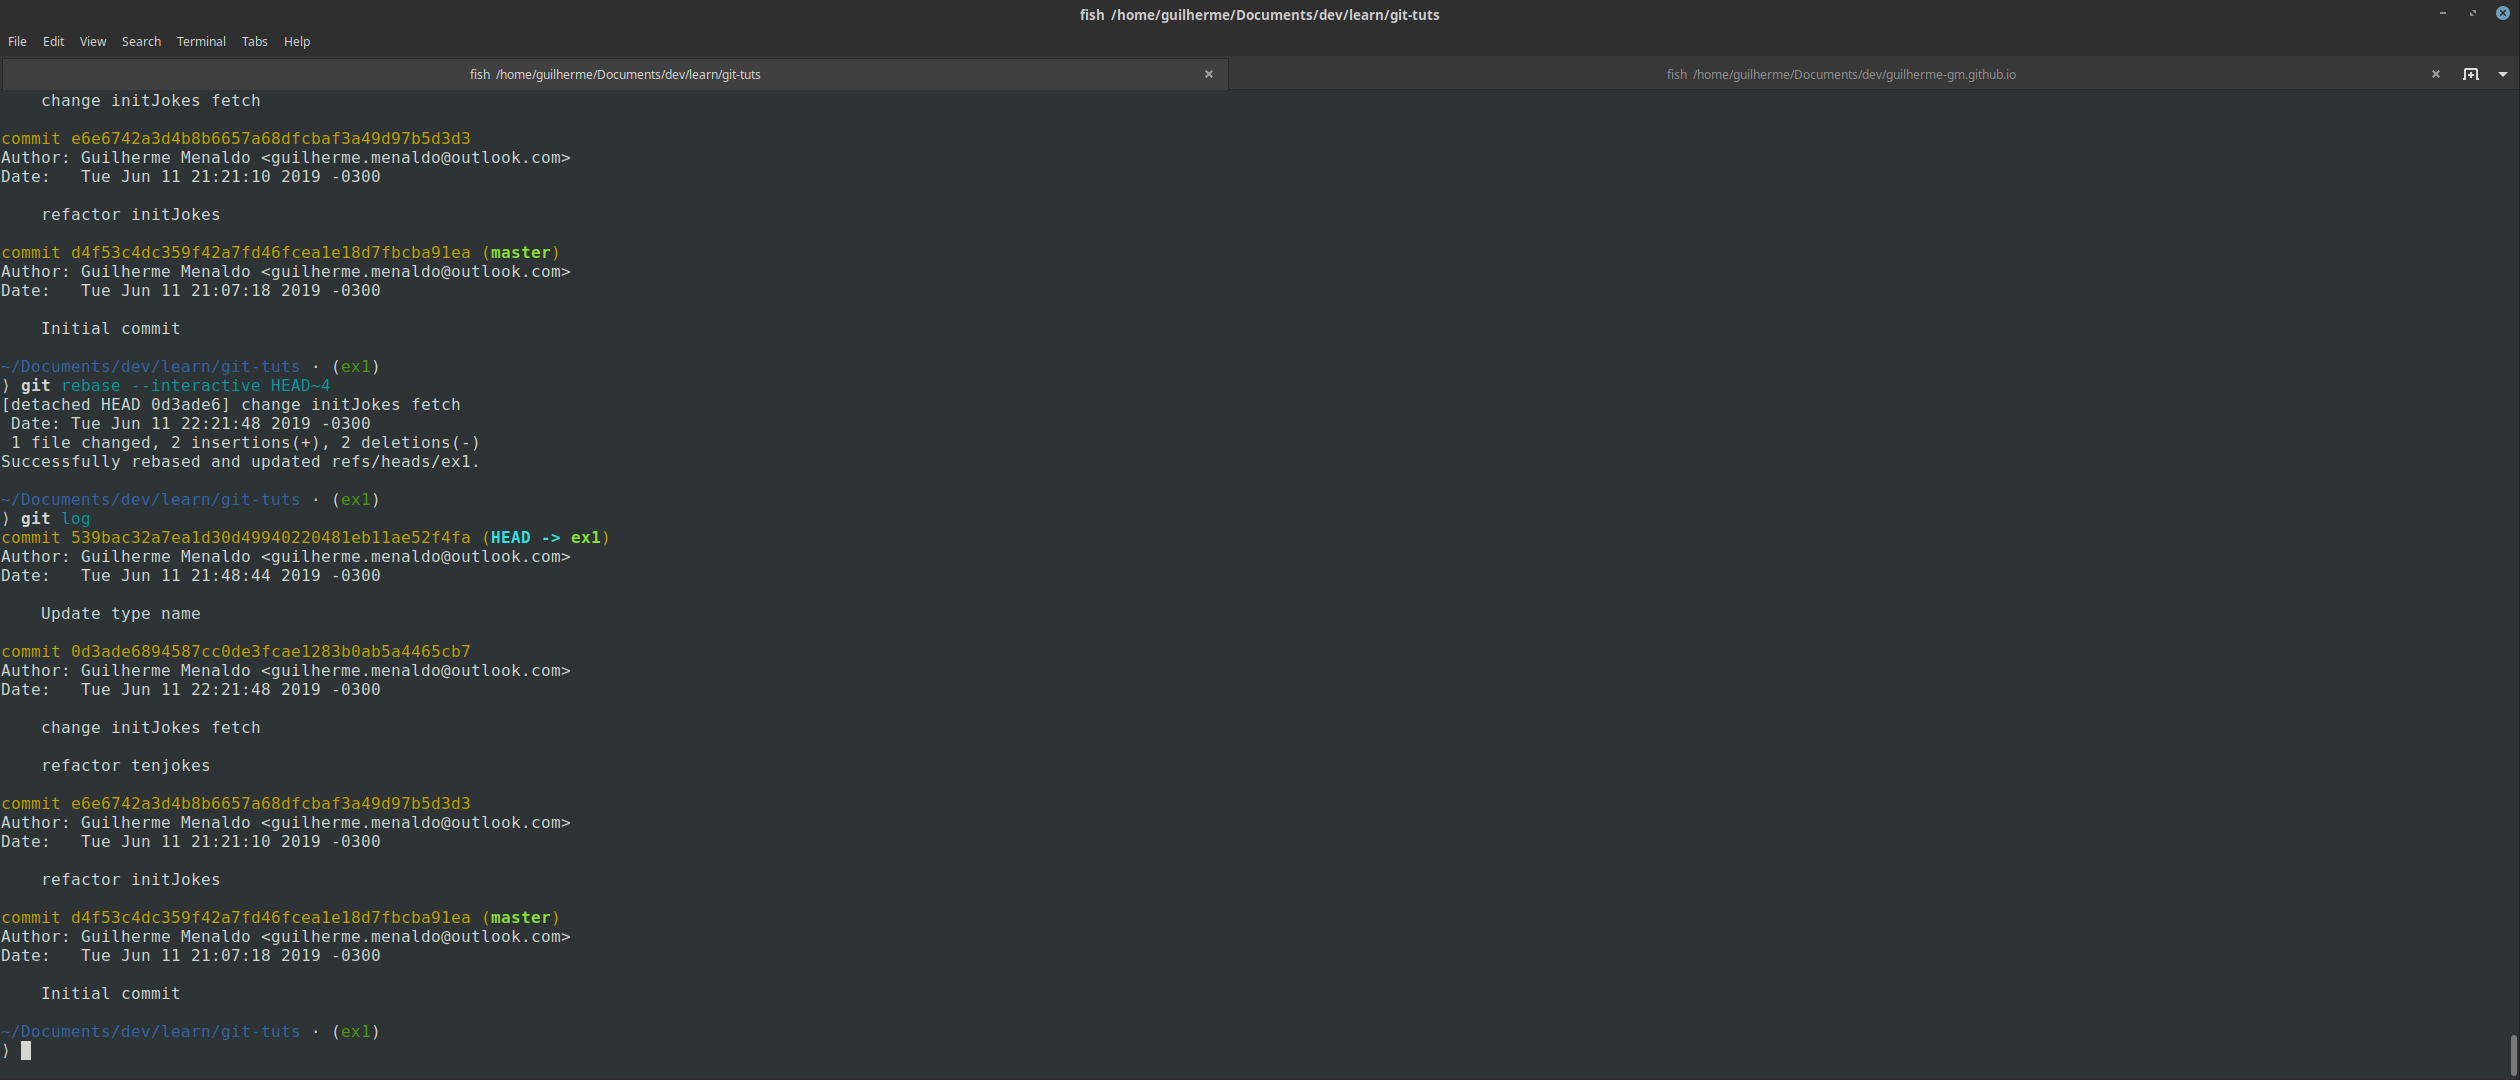 fish /home/guilherme/Documents/dev/learn/git-tuts
File Edit View Search Terminal Tabs Help
fish /home/guilherme/Documents/dev/learn/git-tuts
fish /home/guilherme/Documents/dev/guilherme-gm.github.io
change initJokes fetch
commit e6e6742a3d4b8b6657a68dfcbaf3a49d97b5d3d3
Author: Guilherme Menaldo <guilherme.menaldo@outlook.com>
Date:   Tue Jun 11 21:21:10 2019 -0300
refactor initJokes
commit d4f53c4dc359f42a7fd46fcea1e18d7fbcba91ea (master)
Author: Guilherme Menaldo <guilherme.menaldo@outlook.com>
Date:   Tue Jun 11 21:07:18 2019 -0300
Initial commit
~/Documents/dev/learn/git-tuts · (ex1)
⟩ git rebase --interactive HEAD~4
[detached HEAD 0d3ade6] change initJokes fetch
Date: Tue Jun 11 22:21:48 2019 -0300
1 file changed, 2 insertions(+), 2 deletions(-)
Successfully rebased and updated refs/heads/ex1.
~/Documents/dev/learn/git-tuts · (ex1)
⟩ git log
commit 539bac32a7ea1d30d49940220481eb11ae52f4fa (HEAD -> ex1)
Author: Guilherme Menaldo <guilherme.menaldo@outlook.com>
Date:   Tue Jun 11 21:48:44 2019 -0300
Update type name
commit 0d3ade6894587cc0de3fcae1283b0ab5a4465cb7
Author: Guilherme Menaldo <guilherme.menaldo@outlook.com>
Date:   Tue Jun 11 22:21:48 2019 -0300
change initJokes fetch
refactor tenjokes
commit e6e6742a3d4b8b6657a68dfcbaf3a49d97b5d3d3
Author: Guilherme Menaldo <guilherme.menaldo@outlook.com>
Date:   Tue Jun 11 21:21:10 2019 -0300
refactor initJokes
commit d4f53c4dc359f42a7fd46fcea1e18d7fbcba91ea (master)
Author: Guilherme Menaldo <guilherme.menaldo@outlook.com>
Date:   Tue Jun 11 21:07:18 2019 -0300
Initial commit
~/Documents/dev/learn/git-tuts · (ex1)
⟩